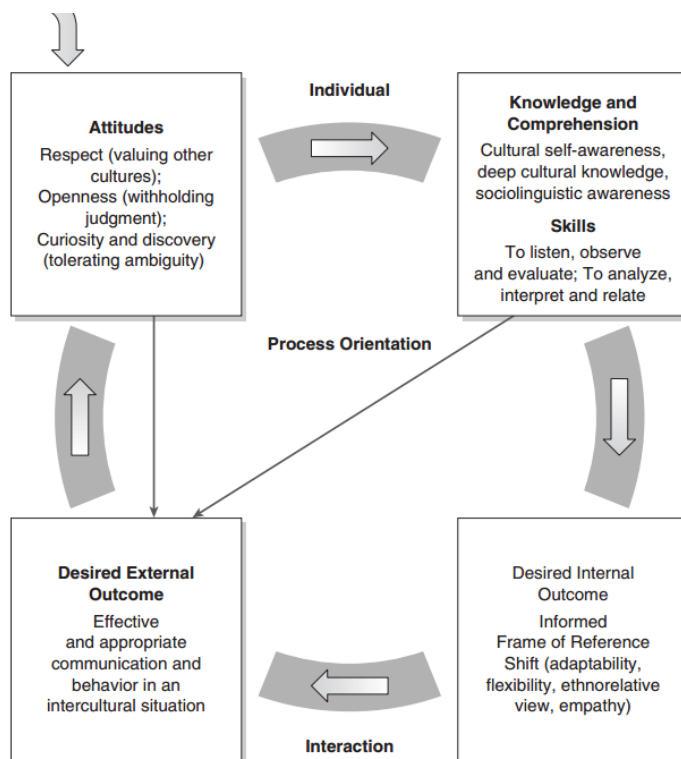 Individual
Attitudes
Respect (valuing other
cultures);
Openness (withholding
judgment);
Curiosity and discovery
(tolerating ambiguity)
Knowledge and
Comprehension
Cultural self-awareness,
deep cultural knowledge,
sociolinguistic awareness
Skills
To listen, observe
and evaluate; To analyze,
interpret and relate
Process Orientation
Desired External
Outcome
Effective
and appropriate
communication and
behavior in an
intercultural situation
Desired Internal
Outcome
Informed
Frame of Reference
Shift (adaptability,
flexibility, ethnorelative
view, empathy)
Interaction